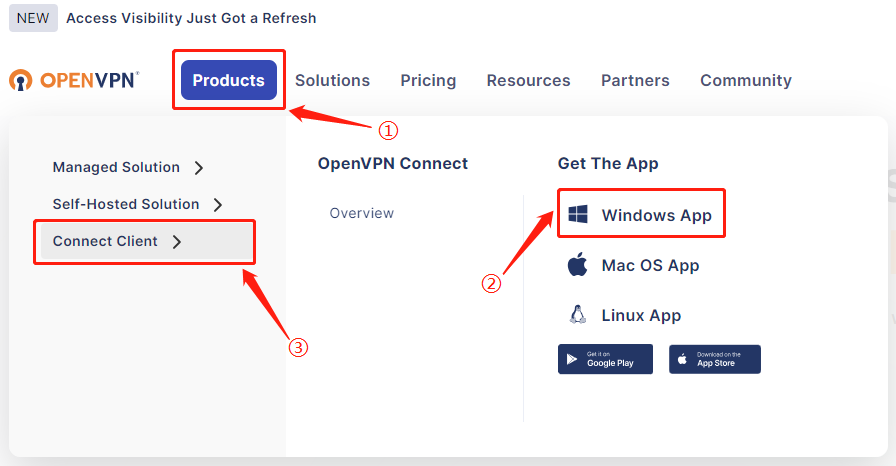 NEW Access Visibility Just Got a Refresh
OPENVPN® Products Solutions Pricing Resources Partners Community
①
Managed Solution
Self-Hosted Solution
Connect Client
③
OpenVPN Connect
Overview
②
Get The App
Windows App
Mac OS App
Linux App
Get it on
Google Play
Download on the
App Store